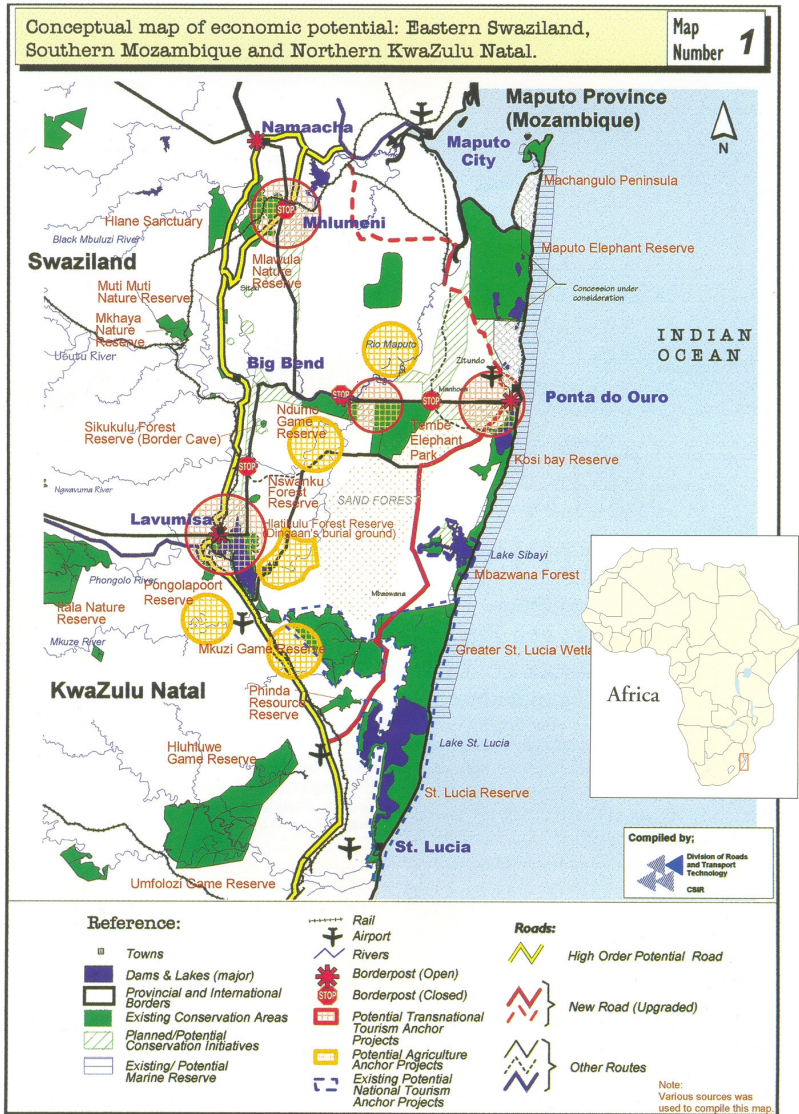 Conceptual map of economic potential: Eastern Swaziland,
Southern Mozambique and Northern KwaZulu Natal.
Map
Number 1
Maputo Province
(Mozambique)
Namaacha
Maputo
City
N
Machangulo Peninsula
Hlane Sanctuary
STOP
Mhlumeni
Black Mbuluzi River
Maputo Elephant Reserve
Swaziland
Mlawula
Nature
Reserve
Muti Muti
Nature Reserve
Siteki
Concession under
consideration
Mkhaya
Nature
Reserve
INDIAN
OCEAN
Usutu River
Rio Maputo
Zitundo
Big Bend
STOP
Manhoca
STOP
Ponta do Ouro
Ndumo
Game
Reserve
Sikukulu Forest
Reserve (Border Cave)
Tembe
Elephant
Park
Kosi bay Reserve
STOP
Nswanku
Forest
Reserve
Ngwavuma River
SAND FOREST
Lavumisa
Hlatikulu Forest Reserve
(Dingaan's burial ground)
Lake Sibayi
Mbazwana Forest
Phongolo River
Pongolapoort
Reserve
Itala Nature
Reserve
Mbazwana
Mkuze River
Mkuzi Game Reserve
Greater St. Lucia Wetla
KwaZulu Natal
Phinda
Resource
Reserve
Africa
Lake St. Lucia
Hluhluwe
Game Reserve
St. Lucia Reserve
St. Lucia
Compiled by;
Division of Roads
and Transport
Technology
CSIR
Umfolozi Game Reserve
Reference:
Towns
Dams & Lakes (major)
Provincial and International
Borders
Existing Conservation Areas
Planned/Potential
Conservation Initiatives
Existing/ Potential
Marine Reserve
Rail
Airport
Rivers
Borderpost (Open)
STOP
Borderpost (Closed)
Potential Transnational
Tourism Anchor
Projects
Potential Agriculture
Anchor Projects
Existing Potential
National Tourism
Anchor Projects
Roads:
High Order Potential Road
New Road (Upgraded)
Other Routes
Note:
Various sources was
used to compile this map.